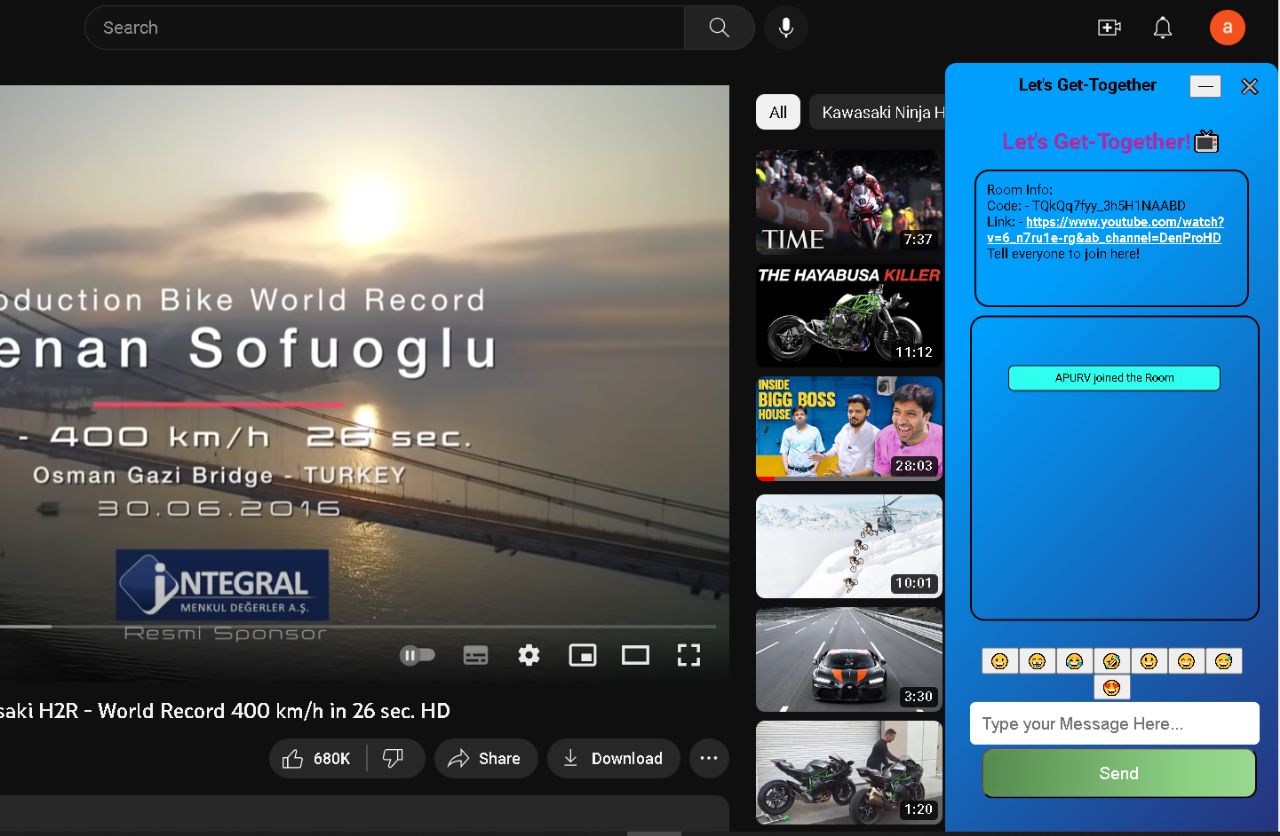 Search
a
oduction Bike World Record
enan Sofuoglu
- 400 km/h 26 sec.
Osman Gazi Bridge - TURKEY
30.06.2016
iNTEGRAL
MENKUL DEĞERLER A.Ş.
Resmi Sponsor
saki H2R - World Record 400 km/h in 26 sec. HD
680K
Share
Download
All
Kawasaki Ninja H
TIME
7:37
THE HAYABUSA KILLER
11:12
INSIDE
BIGG BOSS
HOUSE
28:03
10:01
3:30
1:20
Let's Get-Together
Let's Get-Together!
Room Info:
Code: - TQkQq7fyy_3h5H1NAABD
Link: - https://www.youtube.com/watch?
v=6_n7ru1e-rg&ab_channel=DenProHD
Tell everyone to join here!
APURV joined the Room
Type your Message Here...
Send